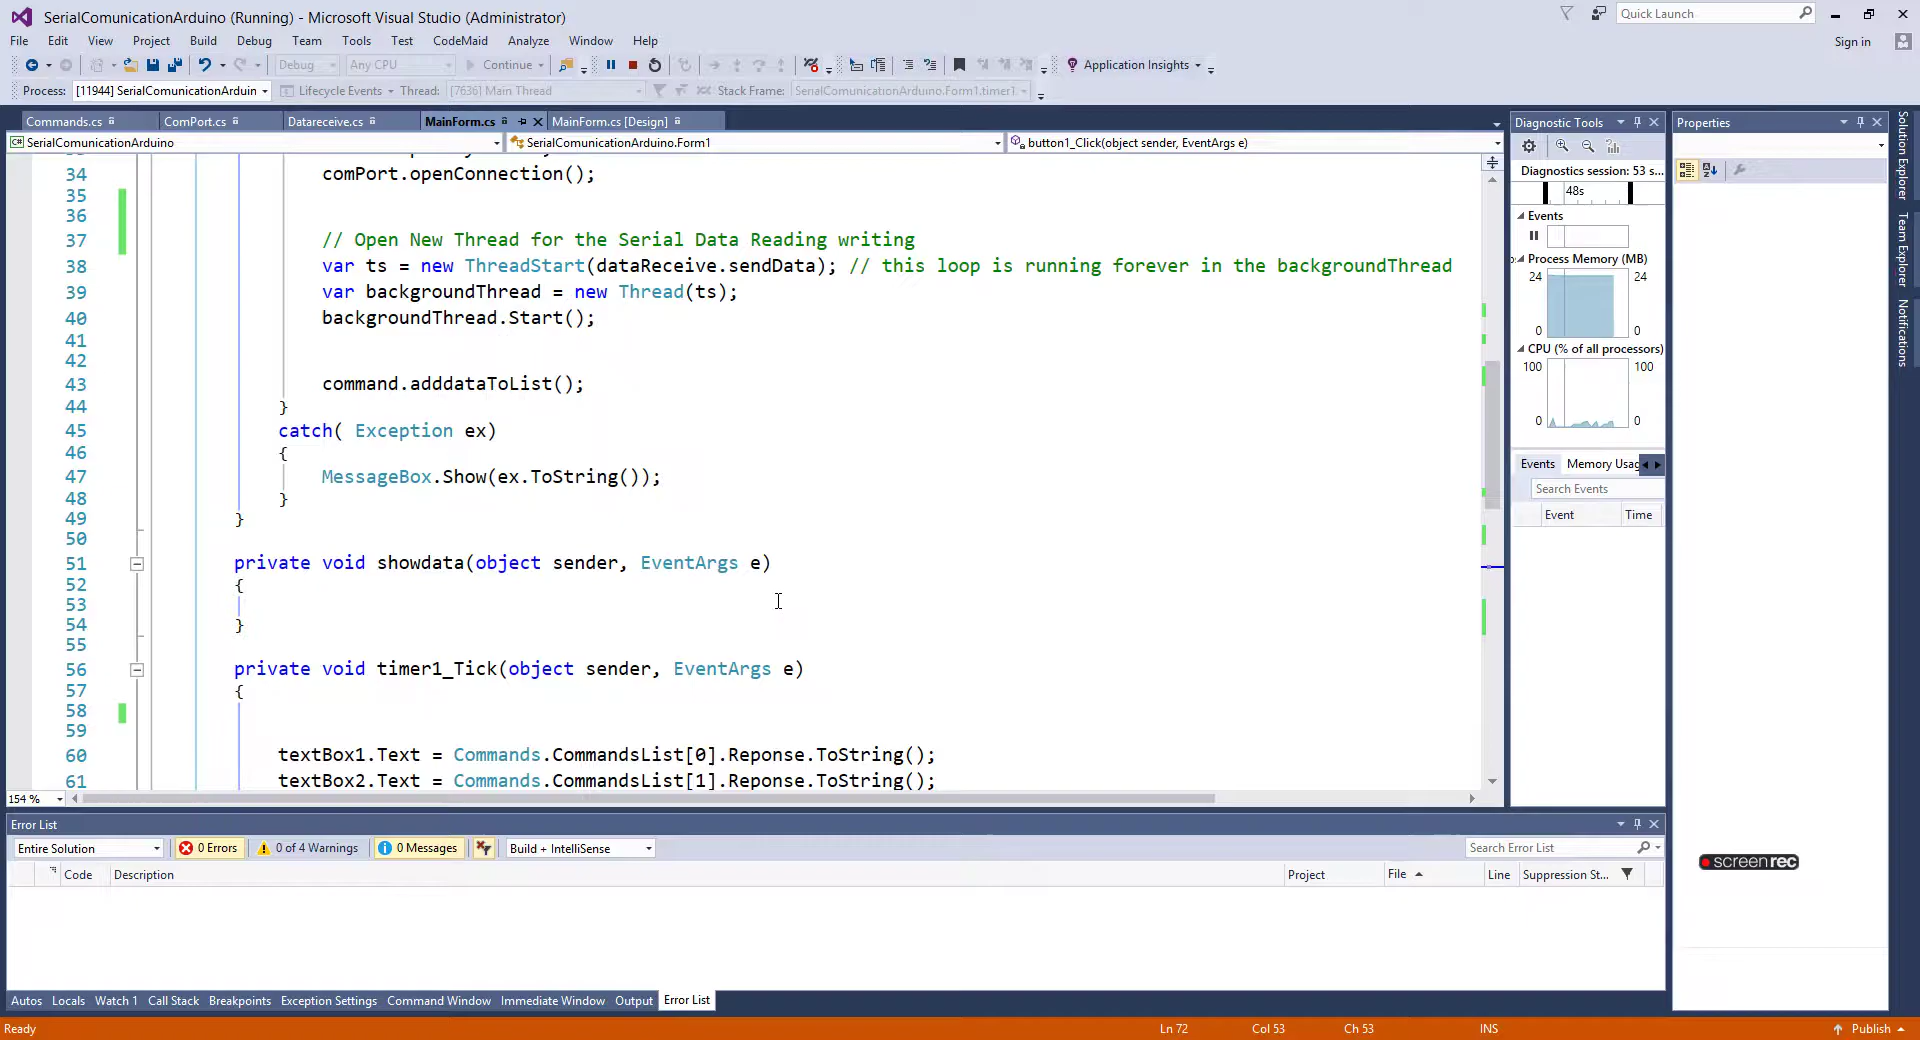 SerialComunicationArduino (Running) - Microsoft Visual Studio (Administrator)
Quick Launch
File Edit View Project Build Debug Team Tools Test CodeMaid Analyze Window Help
Sign in
Debug Any CPU Continue Application Insights
Process: [11944] SerialComunicationArduin Lifecycle Events Thread: [7636] Main Thread Stack Frame: SerialComunicationArduino.Form1.timer1
Commands.cs ComPort.cs Datareceive.cs MainForm.cs MainForm.cs [Design]
SerialComunicationArduino SerialComunicationArduino.Form1 button1_Click(object sender, EventArgs e)
34 comPort.openConnection();
35
36
37 // Open New Thread for the Serial Data Reading writing
38 var ts = new ThreadStart(dataReceive.sendData); // this loop is running forever in the backgroundThread
39 var backgroundThread = new Thread(ts);
40 backgroundThread.Start();
41
42
43 command.adddataToList();
44 }
45 catch( Exception ex)
46 {
47 MessageBox.Show(ex.ToString());
48 }
49 }
50
51 private void showdata(object sender, EventArgs e)
52 {
53
54 }
55
56 private void timer1_Tick(object sender, EventArgs e)
57 {
58
59
60 textBox1.Text = Commands.CommandsList[0].Reponse.ToString();
61 textBox2.Text = Commands.CommandsList[1].Reponse.ToString();
154 %
Diagnostic Tools
Diagnostics session: 53 s...
48s
Events
Process Memory (MB)
24 24
0 0
CPU (% of all processors)
100 100
0 0
Events Memory Usag
Search Events
Event Time
Properties
Solution Explorer
Team Explorer
Notifications
Error List
Entire Solution 0 Errors 0 of 4 Warnings 0 Messages Build + IntelliSense Search Error List
Code Description Project File Line Suppression St...
screenrec
Autos Locals Watch 1 Call Stack Breakpoints Exception Settings Command Window Immediate Window Output Error List
Ready Ln 72 Col 53 Ch 53 INS Publish